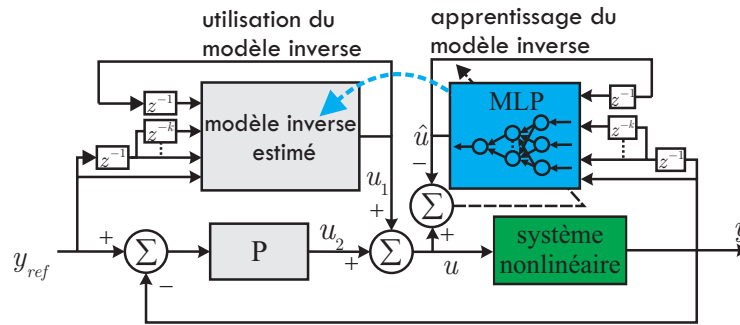 utilisation du
modèle inverse
apprentissage du
modèle inverse
z⁻¹
z⁻ᵏ
z⁻¹
modèle inverse
estimé
MLP
û
z⁻¹
z⁻ᵏ
z⁻¹
−
Σ
+
u₁
+
y_ref
+
Σ
−
P
u₂
+
Σ
u
système
nonlinéaire